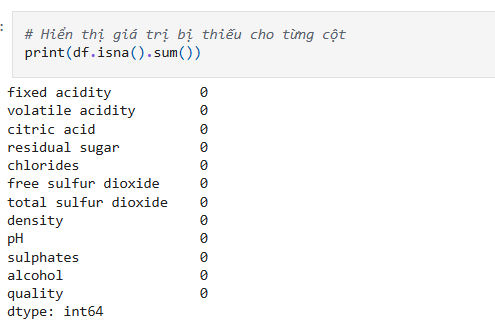 :
# Hiển thị giá trị bị thiếu cho từng cột
print(df.isna().sum())
fixed acidity 0
volatile acidity 0
citric acid 0
residual sugar 0
chlorides 0
free sulfur dioxide 0
total sulfur dioxide 0
density 0
pH 0
sulphates 0
alcohol 0
quality 0
dtype: int64